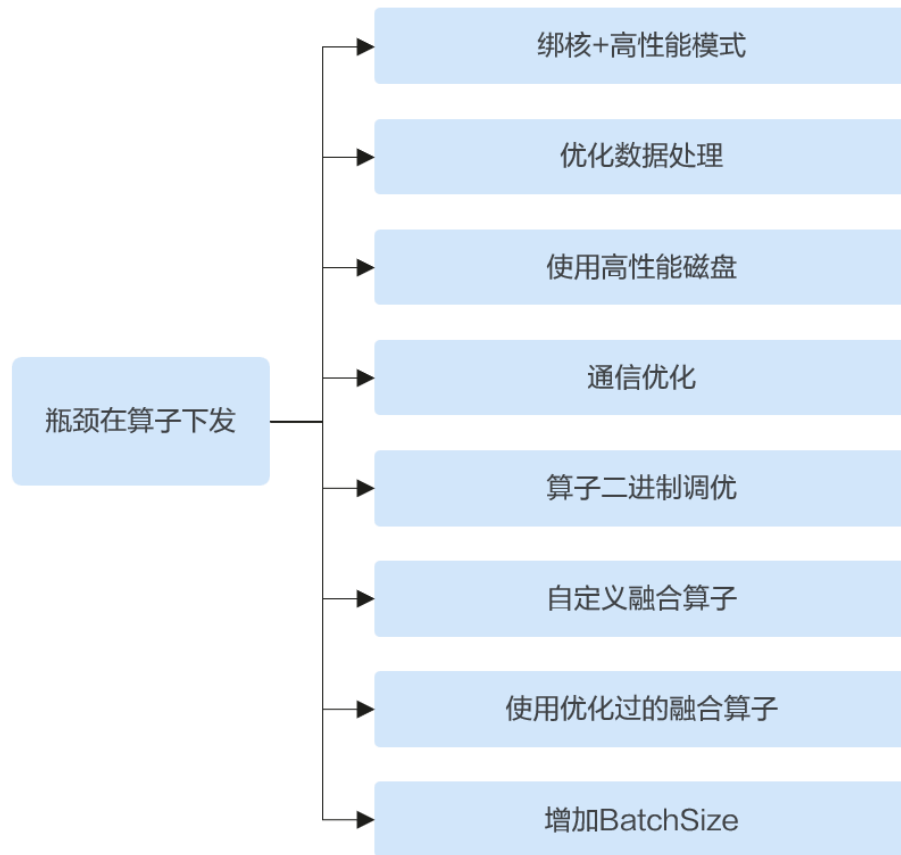 绑核+高性能模式
优化数据处理
使用高性能磁盘
通信优化
瓶颈在算子下发
算子二进制调优
自定义融合算子
使用优化过的融合算子
增加BatchSize